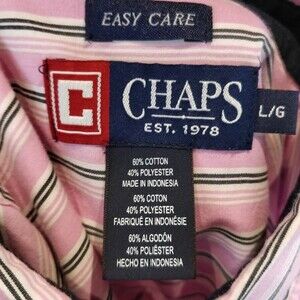 EASY CARE
C
CHAPS
EST. 1978
L/G
60% COTTON
40% POLYESTER
MADE IN INDONESIA
60% COTON
40% POLYESTER
FABRIQUÉ EN INDONÉSIE
60% ALGODÓN
40% POLIÉSTER
HECHO EN INDONESIA